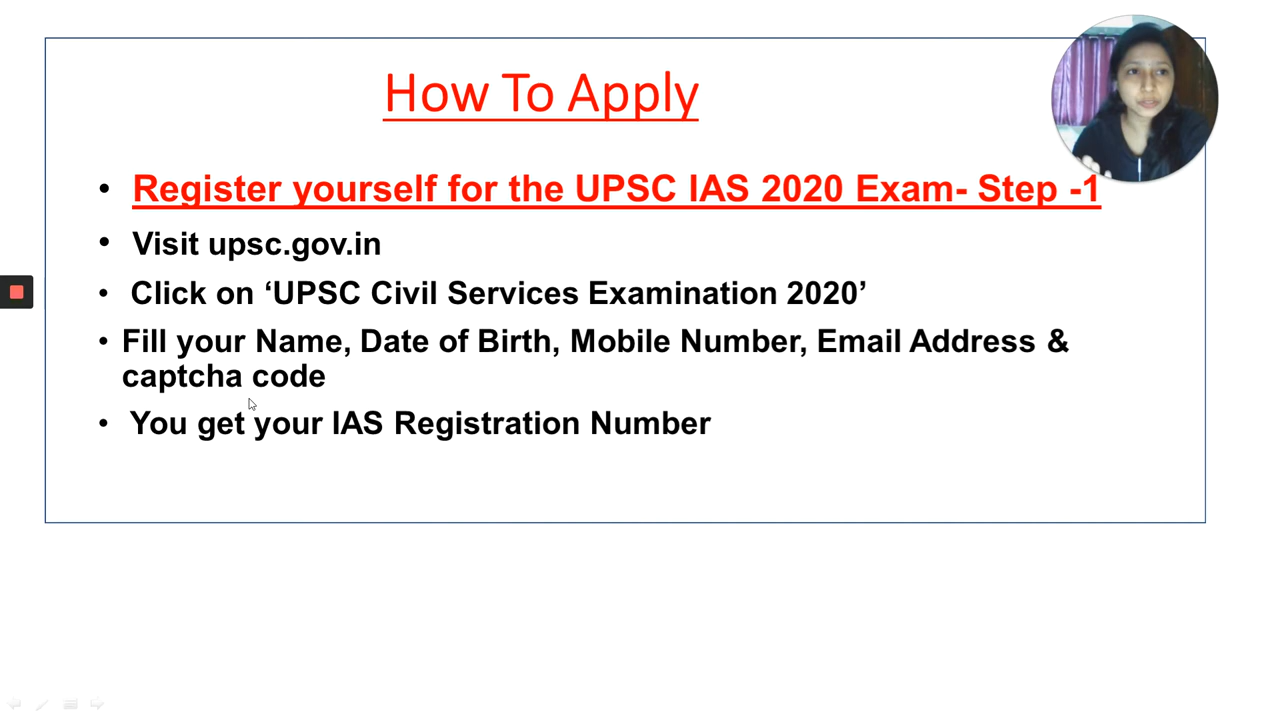 How To Apply
• Register yourself for the UPSC IAS 2020 Exam- Step -1
• Visit upsc.gov.in
• Click on ‘UPSC Civil Services Examination 2020’
• Fill your Name, Date of Birth, Mobile Number, Email Address &
captcha code
• You get your IAS Registration Number